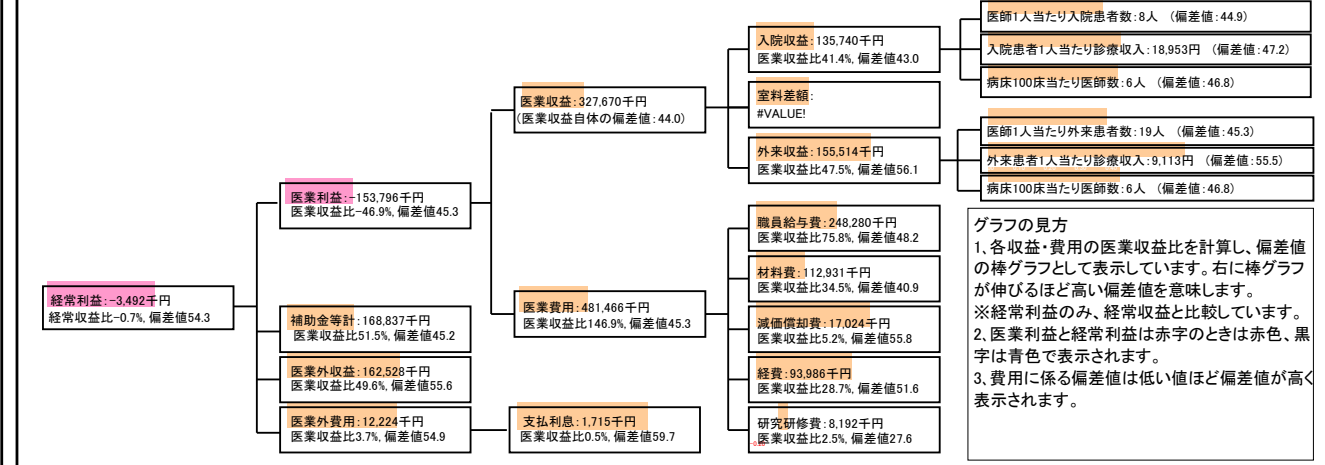 経常利益:-3,492千円
経常収益比-0.7%, 偏差値54.3
医業利益:-153,796千円
医業収益比-46.9%, 偏差値45.3
補助金等計:168,837千円
医業収益比51.5%, 偏差値45.2
医業外収益:162,528千円
医業収益比49.6%, 偏差値55.6
医業外費用:12,224千円
医業収益比3.7%, 偏差値54.9
医業収益:327,670千円
(医業収益自体の偏差値:44.0)
医業費用:481,466千円
医業収益比146.9%, 偏差値45.3
支払利息:1,715千円
医業収益比0.5%, 偏差値59.7
入院収益:135,740千円
医業収益比41.4%, 偏差値43.0
室料差額:
#VALUE!
外来収益:155,514千円
医業収益比47.5%, 偏差値56.1
職員給与費:248,280千円
医業収益比75.8%, 偏差値48.2
材料費:112,931千円
医業収益比34.5%, 偏差値40.9
減価償却費:17,024千円
医業収益比5.2%, 偏差値55.8
経費:93,986千円
医業収益比28.7%, 偏差値51.6
研究研修費:8,192千円
医業収益比2.5%, 偏差値27.6
医師1人当たり入院患者数:8人 (偏差値:44.9)
入院患者1人当たり診療収入:18,953円 (偏差値:47.2)
病床100床当たり医師数:6人 (偏差値:46.8)
医師1人当たり外来患者数:19人 (偏差値:45.3)
外来患者1人当たり診療収入:9,113円 (偏差値:55.5)
病床100床当たり医師数:6人 (偏差値:46.8)
グラフの見方
1、各収益・費用の医業収益比を計算し、偏差値
の棒グラフとして表示しています。右に棒グラフ
が伸びるほど高い偏差値を意味します。
※経常利益のみ、経常収益と比較しています。
2、医業利益と経常利益は赤字のときは赤色、黒
字は青色で表示されます。
3、費用に係る偏差値は低い値ほど偏差値が高く
表示されます。